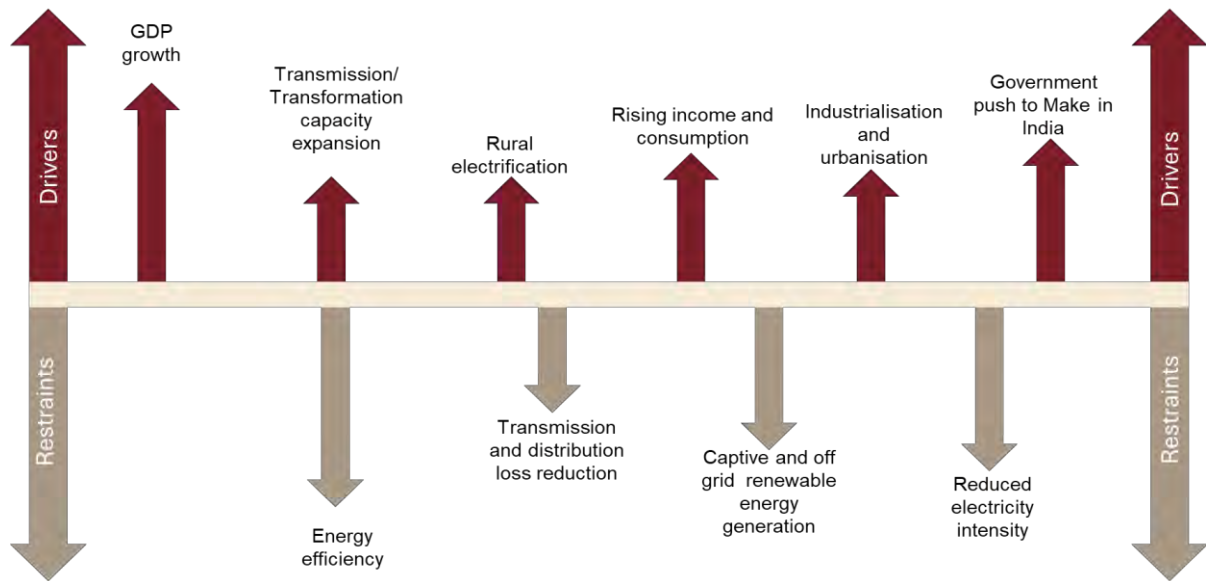 GDP
growth
Transmission/
Transformation
capacity
expansion
Rural
electrification
Rising income and
consumption
Industrialisation
and
urbanisation
Government
push to Make in
India
Drivers
Drivers
Restraints
Restraints
Energy
efficiency
Transmission
and distribution
loss reduction
Captive and off
grid renewable
energy
generation
Reduced
electricity
intensity